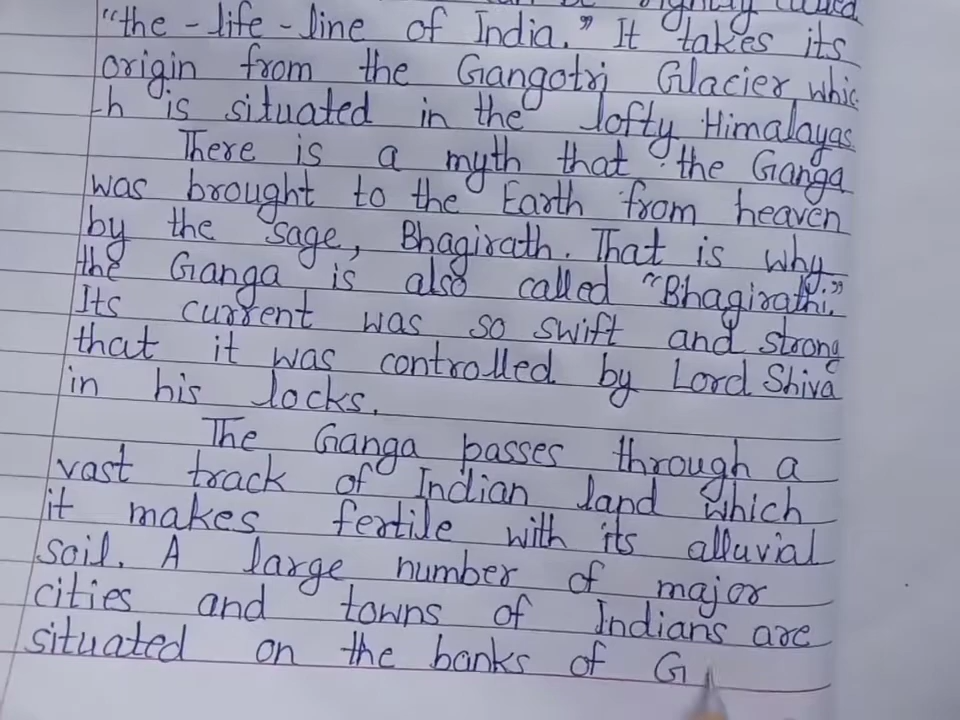 rightly called
"the-life-line of India." It takes its
origin from the Gangotri Glacier whic
-h is situated in the lofty Himalayas
There is a myth that the Ganga
was brought to the Earth from heaven
by the sage, Bhagirath. That is why
the Ganga is also called "Bhagirathi."
Its current was so swift and strong
that it was controlled by Lord Shiva
in his locks.
The Ganga passes through a
vast track of Indian land which
it makes fertile with its alluvial
soil. A large number of major
cities and towns of Indians are
situated on the banks of G